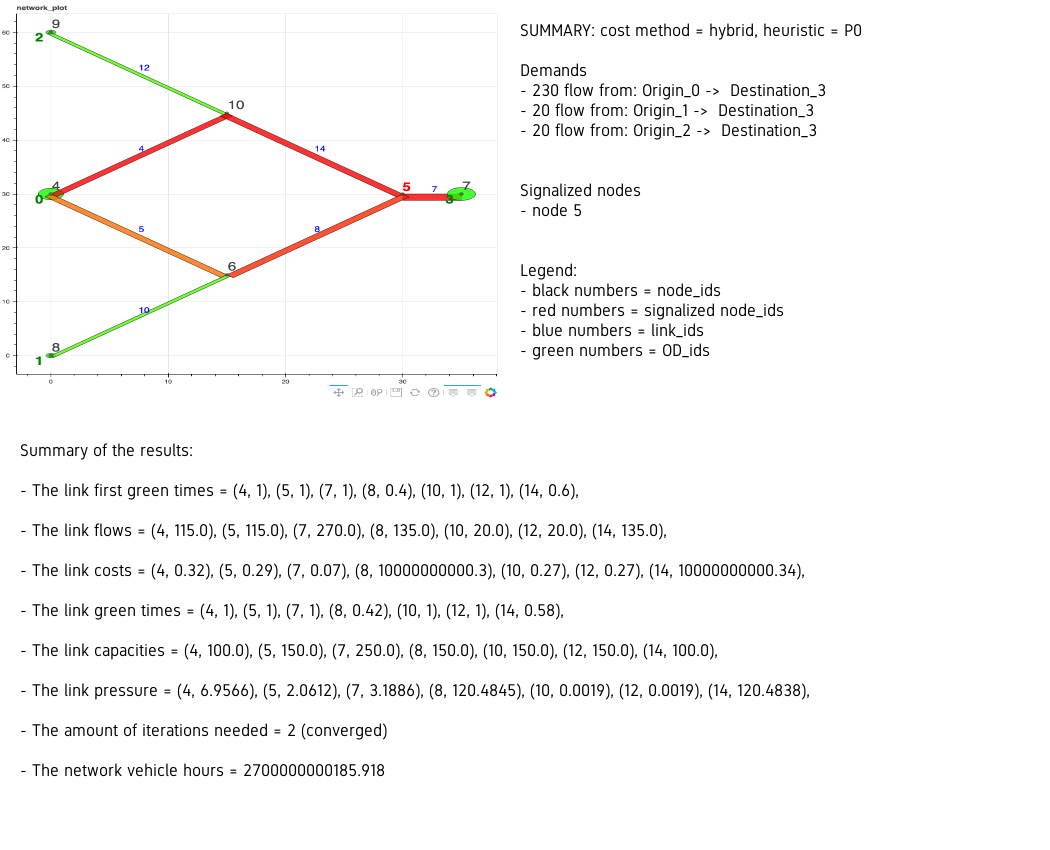 network_plot
60
50
40
30
20
10
0
0
10
20
30
9
2
12
10
4
14
4
0
5
7
7
3
5
8
6
10
8
1
SUMMARY: cost method = hybrid, heuristic = P0
Demands
- 230 flow from: Origin_0 -> Destination_3
- 20 flow from: Origin_1 -> Destination_3
- 20 flow from: Origin_2 -> Destination_3
Signalized nodes
- node 5
Legend:
- black numbers = node_ids
- red numbers = signalized node_ids
- blue numbers = link_ids
- green numbers = OD_ids
Summary of the results:
- The link first green times = (4, 1), (5, 1), (7, 1), (8, 0.4), (10, 1), (12, 1), (14, 0.6),
- The link flows = (4, 115.0), (5, 115.0), (7, 270.0), (8, 135.0), (10, 20.0), (12, 20.0), (14, 135.0),
- The link costs = (4, 0.32), (5, 0.29), (7, 0.07), (8, 10000000000.3), (10, 0.27), (12, 0.27), (14, 10000000000.34),
- The link green times = (4, 1), (5, 1), (7, 1), (8, 0.42), (10, 1), (12, 1), (14, 0.58),
- The link capacities = (4, 100.0), (5, 150.0), (7, 250.0), (8, 150.0), (10, 150.0), (12, 150.0), (14, 100.0),
- The link pressure = (4, 6.9566), (5, 2.0612), (7, 3.1886), (8, 120.4845), (10, 0.0019), (12, 0.0019), (14, 120.4838),
- The amount of iterations needed = 2 (converged)
- The network vehicle hours = 2700000000185.918